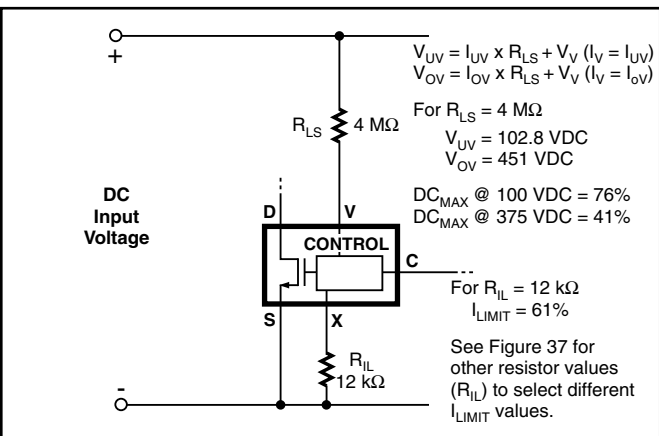 +
V_UV = I_UV x R_LS + V_V (I_V = I_UV)
V_OV = I_OV x R_LS + V_V (I_V = I_oV)
For R_LS = 4 MΩ
V_UV = 102.8 VDC
V_OV = 451 VDC
DC_MAX @ 100 VDC = 76%
DC_MAX @ 375 VDC = 41%
R_LS
4 MΩ
DC
Input
Voltage
D
V
CONTROL
C
S
X
For R_IL = 12 kΩ
I_LIMIT = 61%
See Figure 37 for
other resistor values
(R_IL) to select different
I_LIMIT values.
R_IL
12 kΩ
-